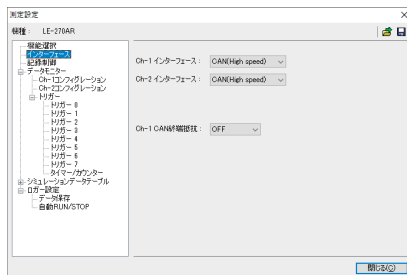 測定設定
機種： LE-270AR
機能選択
インターフェース
記録制御
データモニター
Ch-1コンフィグレーション
Ch-2コンフィグレーション
トリガー
トリガー 0
トリガー 1
トリガー 2
トリガー 3
トリガー 4
トリガー 5
トリガー 6
トリガー 7
タイマー/カウンター
シミュレーションデータテーブル
ロガー設定
データ保存
自動RUN/STOP
Ch-1 インターフェース： CAN(High speed)
Ch-2 インターフェース： CAN(High speed)
Ch-1 CAN終端抵抗： OFF
閉じる(C)